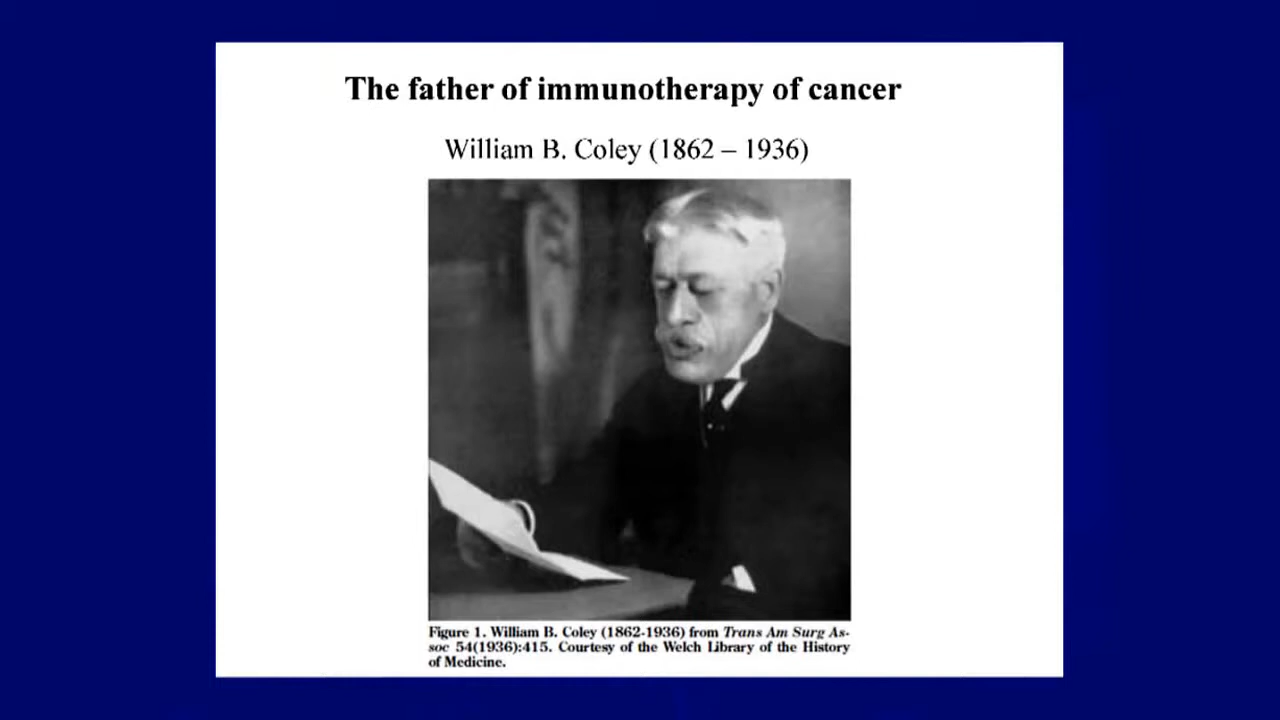 The father of immunotherapy of cancer
William B. Coley (1862 – 1936)
Figure 1. William B. Coley (1862-1936) from Trans Am Surg As-
soc 54(1936):415. Courtesy of the Welch Library of the History
of Medicine.